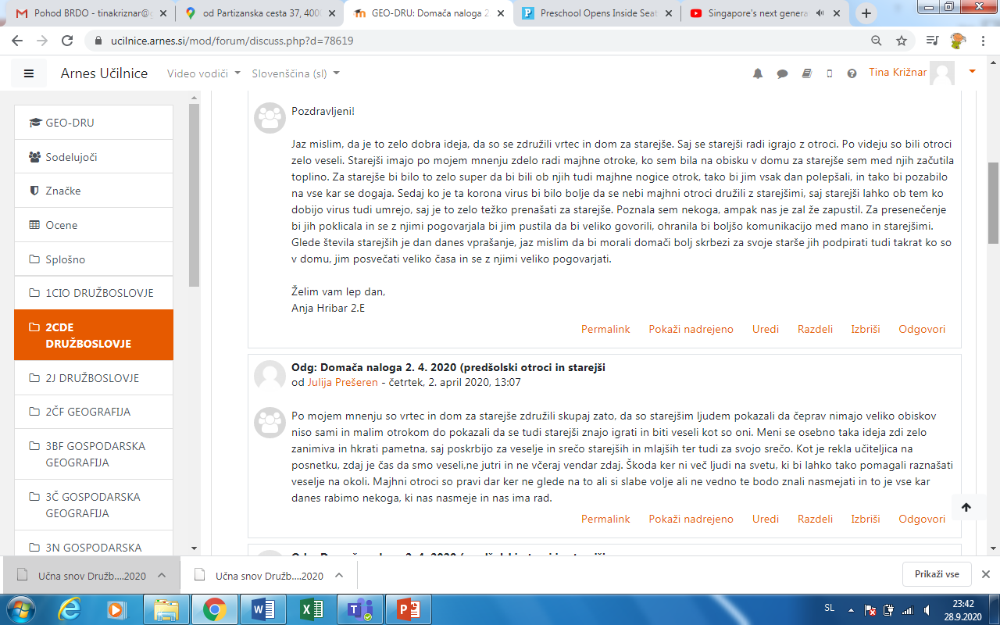 Pohod BRDO - tinakriznar@g
od Partizanska cesta 37, 400
GEO-DRU: Domača naloga 2
Preschool Opens Inside Sea
Singapore's next genera
ucilnice.arnes.si/mod/forum/discuss.php?d=78619
Arnes Učilnice
Video vodiči
Slovenščina (sl)
Tina Križnar
GEO-DRU
Sodelujoči
Značke
Ocene
Splošno
1CIO DRUŽBOSLOVJE
2CDE
DRUŽBOSLOVJE
2J DRUŽBOSLOVJE
2ČF GEOGRAFIJA
3BF GOSPODARSKA
GEOGRAFIJA
3Č GOSPODARSKA
GEOGRAFIJA
3N GOSPODARSKA
Pozdravljeni!
Jaz mislim, da je to zelo dobra ideja, da so se združili vrtec in dom za starejše. Saj se starejši radi igrajo z otroci. Po videju so bili otroci
zelo veseli. Starejši imajo po mojem mnenju zdelo radi majhne otroke, ko sem bila na obisku v domu za starejše sem med njih začutila
toplino. Za starejše bi bilo to zelo super da bi bili ob njih tudi majhne nogice otrok, tako bi jim vsak dan polepšali, in tako bi pozabilo
na vse kar se dogaja. Sedaj ko je ta korona virus bi bilo bolje da se nebi majhni otroci družili z starejšimi, saj starejši lahko ob tem ko
dobijo virus tudi umrejo, saj je to zelo težko prenašati za starejše. Poznala sem nekoga, ampak nas je zal že zapustil. Za presenečenje
bi jih poklicala in se z njimi pogovarjala bi jim pustila da bi veliko govorili, ohranila bi boljšo komunikacijo med mano in starejšimi.
Glede števila starejših je dan danes vprašanje, jaz mislim da bi morali domači bolj skrbezi za svoje starše jih podpirati tudi takrat ko so
v domu, jim posvečati veliko časa in se z njimi veliko pogovarjati.
Želim vam lep dan,
Anja Hribar 2.E
Permalink Pokaži nadrejeno Uredi Razdeli Izbriši Odgovori
Odg: Domača naloga 2. 4. 2020 (predšolski otroci in starejši
od Julija Prešeren - četrtek, 2. april 2020, 13:07
Po mojem mnenju so vrtec in dom za starejše združili skupaj zato, da so starejšim ljudem pokazali da čeprav nimajo veliko obiskov
niso sami in malim otrokom do pokazali da se tudi starejši znajo igrati in biti veseli kot so oni. Meni se osebno taka ideja zdi zelo
zanimiva in hkrati pametna, saj poskrbijo za veselje in srečo starejših in mlajših ter tudi za svojo srečo. Kot je rekla učiteljica na
posnetku, zdaj je čas da smo veseli,ne jutri in ne včeraj vendar zdaj. Škoda ker ni več ljudi na svetu, ki bi lahko tako pomagali raznašati
veselje na okoli. Majhni otroci so pravi dar ker ne glede na to ali si slabe volje ali ne vedno te bodo znali nasmejati in to je vse kar
danes rabimo nekoga, ki nas nasmeje in nas ima rad.
Permalink Pokaži nadrejeno Uredi Razdeli Izbriši Odgovori
Učna snov Družb....2020
Učna snov Družb....2020
Prikaži vse
SL
23:42
28.9.2020